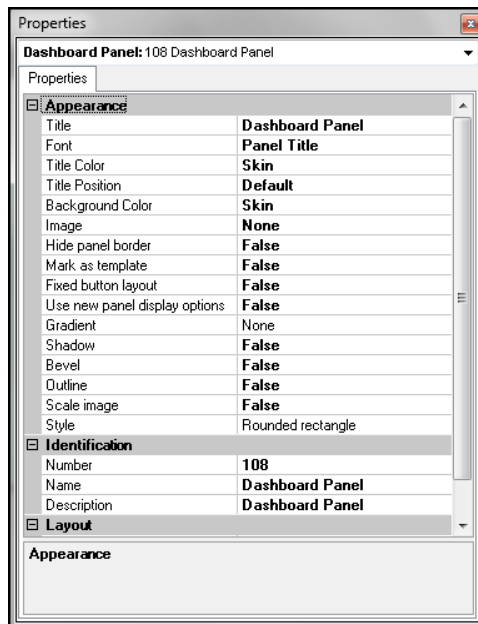 Properties
Dashboard Panel: 108 Dashboard Panel
Properties
Appearance
Title Dashboard Panel
Font Panel Title
Title Color Skin
Title Position Default
Background Color Skin
Image None
Hide panel border False
Mark as template False
Fixed button layout False
Use new panel display options False
Gradient None
Shadow False
Bevel False
Outline False
Scale image False
Style Rounded rectangle
Identification
Number 108
Name Dashboard Panel
Description Dashboard Panel
Layout
Appearance